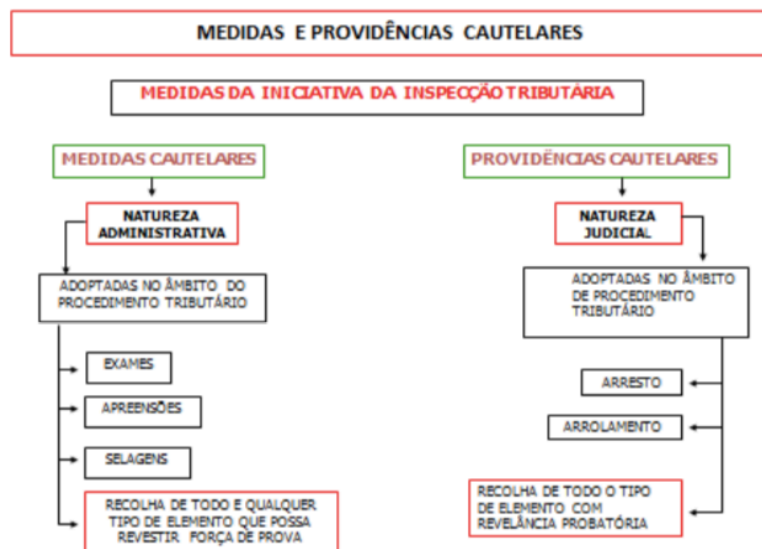 MEDIDAS E PROVIDÊNCIAS CAUTELARES
MEDIDAS DA INICIATIVA DA INSPECÇÃO TRIBUTÁRIA
MEDIDAS CAUTELARES
NATUREZA
ADMINISTRATIVA
ADOPTADAS NO ÂMBITO DO
PROCEDIMENTO TRIBUTÁRIO
EXAMES
APREENSÕES
SELAGENS
RECOLHA DE TODO E QUALQUER
TIPO DE ELEMENTO QUE POSSA
REVESTIR FORÇA DE PROVA
PROVIDÊNCIAS CAUTELARES
NATUREZA
JUDICIAL
ADOPTADAS NO ÂMBITO
DE PROCEDIMENTO
TRIBUTÁRIO
ARRESTO
ARROLAMENTO
RECOLHA DE TODO O TIPO
DE ELEMENTO COM
REVELÂNCIA PROBATÓRIA